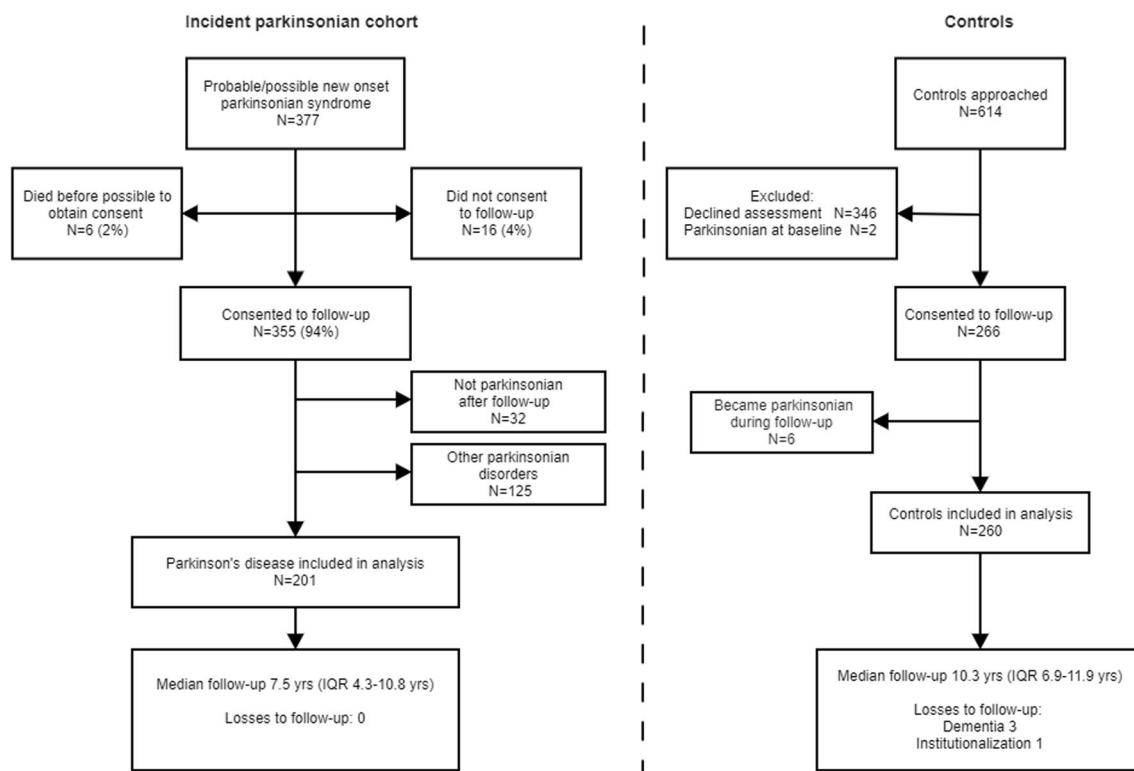 Incident parkinsonian cohort
Probable/possible new onset
parkinsonian syndrome
N=377
Died before possible to
obtain consent
N=6 (2%)
Did not consent
to follow-up
N=16 (4%)
Consented to follow-up
N=355 (94%)
Not parkinsonian
after follow-up
N=32
Other parkinsonian
disorders
N=125
Parkinson's disease included in analysis
N=201
Median follow-up 7.5 yrs (IQR 4.3-10.8 yrs)
Losses to follow-up: 0
Controls
Controls approached
N=614
Excluded:
Declined assessment N=346
Parkinsonian at baseline N=2
Consented to follow-up
N=266
Became parkinsonian
during follow-up
N=6
Controls included in analysis
N=260
Median follow-up 10.3 yrs (IQR 6.9-11.9 yrs)
Losses to follow-up:
Dementia 3
Institutionalization 1